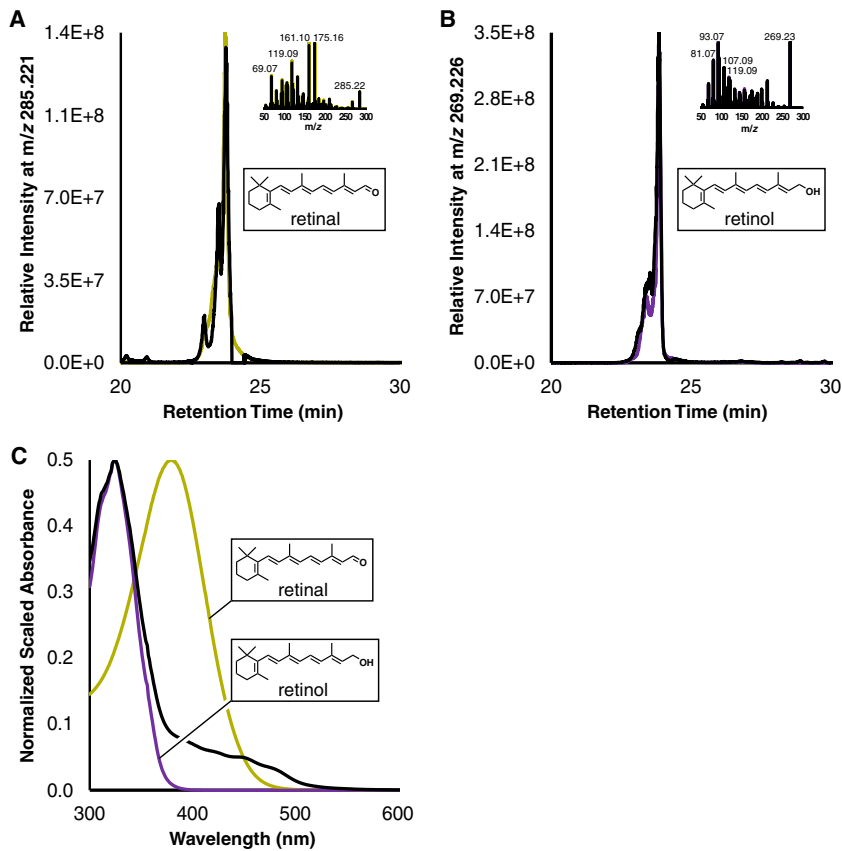 A
Relative Intensity at m/z 285.221
1.4E+8
1.1E+8
7.0E+7
3.5E+7
0.0E+0
20
25
30
Retention Time (min)
161.10
175.16
119.09
69.07
285.22
50 100 150 200 250 300
m/z
O
retinal
B
Relative Intensity at m/z 269.226
3.5E+8
2.8E+8
2.1E+8
1.4E+8
7.0E+7
0.0E+0
20
25
30
Retention Time (min)
93.07
269.23
81.07
107.09
119.09
50 100 150 200 250 300
m/z
OH
retinol
C
Normalized Scaled Absorbance
0.5
0.4
0.3
0.2
0.1
0.0
300
400
500
600
Wavelength (nm)
O
retinal
OH
retinol